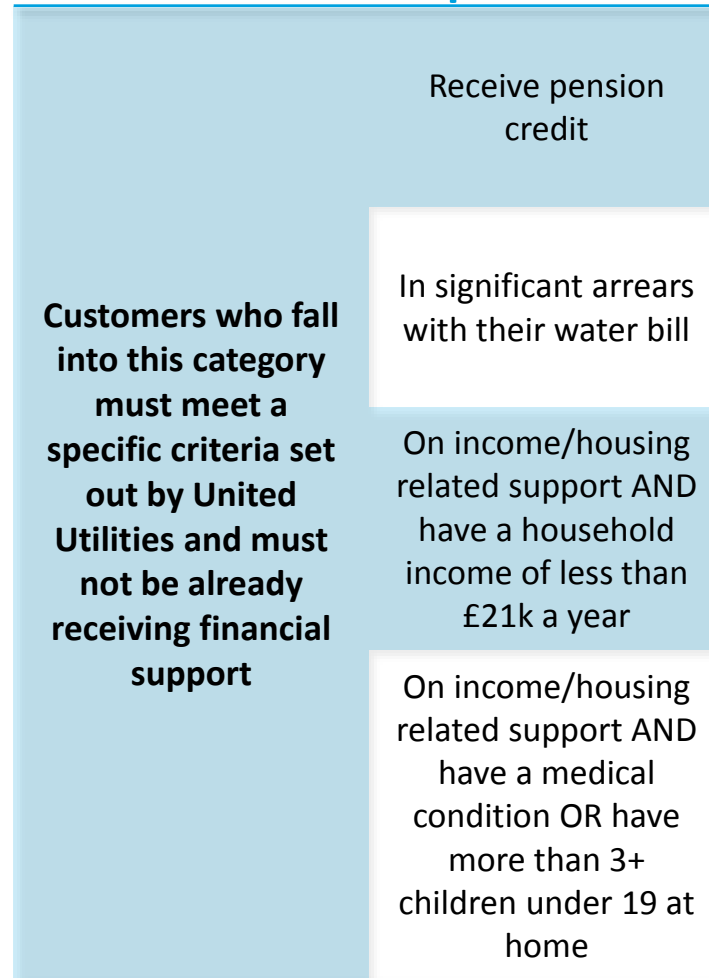 Customers who fall
into this category
must meet a
specific criteria set
out by United
Utilities and must
not be already
receiving financial
support
Receive pension
credit
In significant arrears
with their water bill
On income/housing
related support AND
have a household
income of less than
£21k a year
On income/housing
related support AND
have a medical
condition OR have
more than 3+
children under 19 at
home